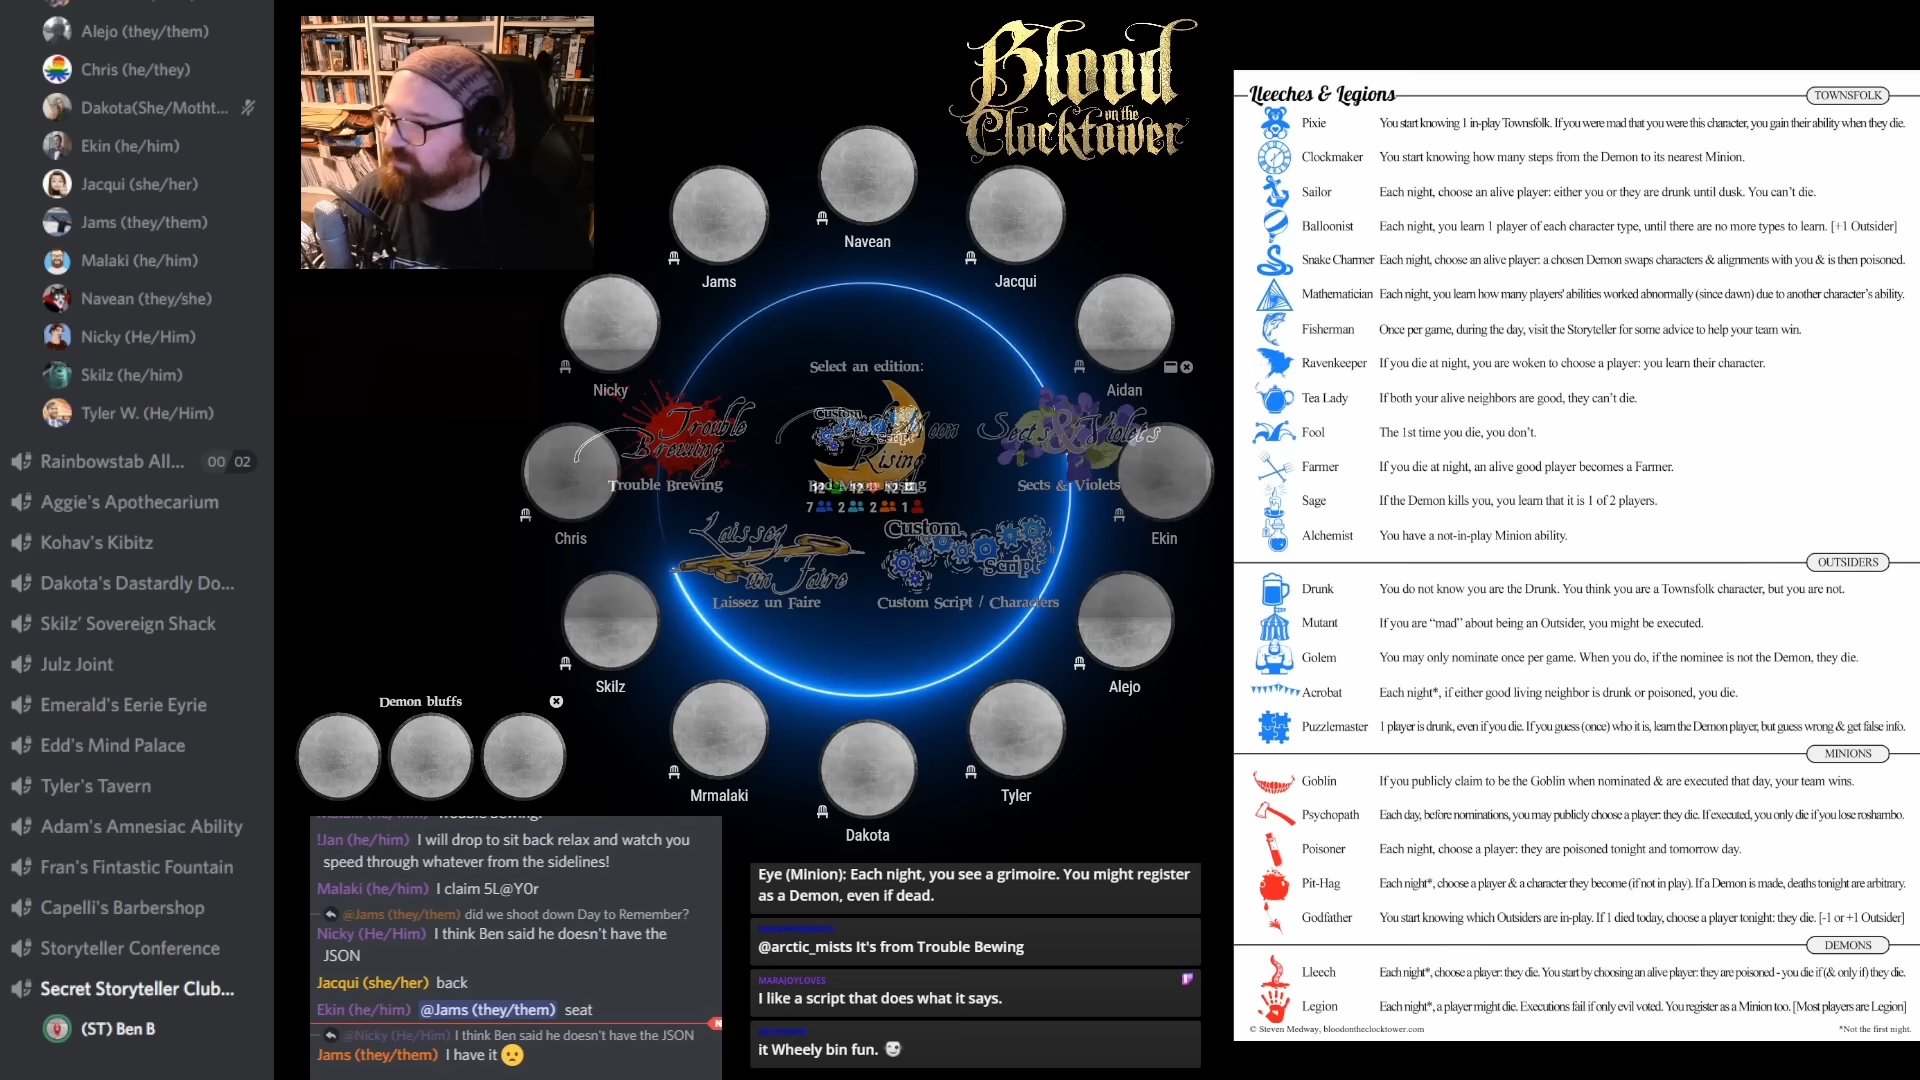 Alejo (they/them)
Chris (he/they)
Dakota(She/Motht...
Ekin (he/him)
Jacqui (she/her)
Jams (they/them)
Malaki (he/him)
Navean (they/she)
Nicky (He/Him)
Skilz (he/him)
Tyler W. (He/Him)
Rainbowstab All... 00 02
Aggie's Apothecarium
Kohav's Kibitz
Dakota's Dastardly Do...
Skilz’ Sovereign Shack
Julz Joint
Emerald's Eerie Eyrie
Edd's Mind Palace
Tyler's Tavern
Adam's Amnesiac Ability
Fran's Fintastic Fountain
Capelli's Barbershop
Storyteller Conference
Secret Storyteller Club...
(ST) Ben B
Blood
on the
Clocktower
Navean
Jams
Jacqui
Nicky
Aidan
Chris
Ekin
Skilz
Alejo
Mrmalaki
Tyler
Dakota
Select an edition:
Trouble
Brewing
Custom
Script
Rising
Sects & Violets
Trouble Brewing
Sects & Violets
12 12 12
7 2 2 1
Laissez
un Faire
Custom
Script
Laissez un Faire
Custom Script / Characters
Demon bluffs
!Jan (he/him) I will drop to sit back relax and watch you
speed through whatever from the sidelines!
Malaki (he/him) I claim 5L@Y0r
@Jams (they/them) did we shoot down Day to Remember?
Nicky (He/Him) I think Ben said he doesn't have the
JSON
Jacqui (she/her) back
Ekin (he/him) @Jams (they/them) seat
@Nicky (He/Him) I think Ben said he doesn't have the JSON
Jams (they/them) I have it
Eye (Minion): Each night, you see a grimoire. You might register
as a Demon, even if dead.
@arctic_mists It's from Trouble Bewing
MARAJOYLOVES
I like a script that does what it says.
it Wheely bin fun.
Lleeches & Legions
TOWNSFOLK
Pixie You start knowing 1 in-play Townsfolk. If you were mad that you were this character, you gain their ability when they die.
Clockmaker You start knowing how many steps from the Demon to its nearest Minion.
Sailor Each night, choose an alive player: either you or they are drunk until dusk. You can’t die.
Balloonist Each night, you learn 1 player of each character type, until there are no more types to learn. [+1 Outsider]
Snake Charmer Each night, choose an alive player: a chosen Demon swaps characters & alignments with you & is then poisoned.
Mathematician Each night, you learn how many players' abilities worked abnormally (since dawn) due to another character’s ability.
Fisherman Once per game, during the day, visit the Storyteller for some advice to help your team win.
Ravenkeeper If you die at night, you are woken to choose a player: you learn their character.
Tea Lady If both your alive neighbors are good, they can’t die.
Fool The 1st time you die, you don’t.
Farmer If you die at night, an alive good player becomes a Farmer.
Sage If the Demon kills you, you learn that it is 1 of 2 players.
Alchemist You have a not-in-play Minion ability.
OUTSIDERS
Drunk You do not know you are the Drunk. You think you are a Townsfolk character, but you are not.
Mutant If you are “mad” about being an Outsider, you might be executed.
Golem You may only nominate once per game. When you do, if the nominee is not the Demon, they die.
Acrobat Each night*, if either good living neighbor is drunk or poisoned, you die.
Puzzlemaster 1 player is drunk, even if you die. If you guess (once) who it is, learn the Demon player, but guess wrong & get false info.
MINIONS
Goblin If you publicly claim to be the Goblin when nominated & are executed that day, your team wins.
Psychopath Each day, before nominations, you may publicly choose a player: they die. If executed, you only die if you lose roshambo.
Poisoner Each night, choose a player: they are poisoned tonight and tomorrow day.
Pit-Hag Each night*, choose a player & a character they become (if not in play). If a Demon is made, deaths tonight are arbitrary.
Godfather You start knowing which Outsiders are in-play. If 1 died today, choose a player tonight: they die. [-1 or +1 Outsider]
DEMONS
Lleech Each night*, choose a player: they die. You start by choosing an alive player: they are poisoned - you die if (& only if) they die.
Legion Each night*, a player might die. Executions fail if only evil voted. You register as a Minion too. [Most players are Legion]
© Steven Medway, bloodontheclocktower.com
*Not the first night.